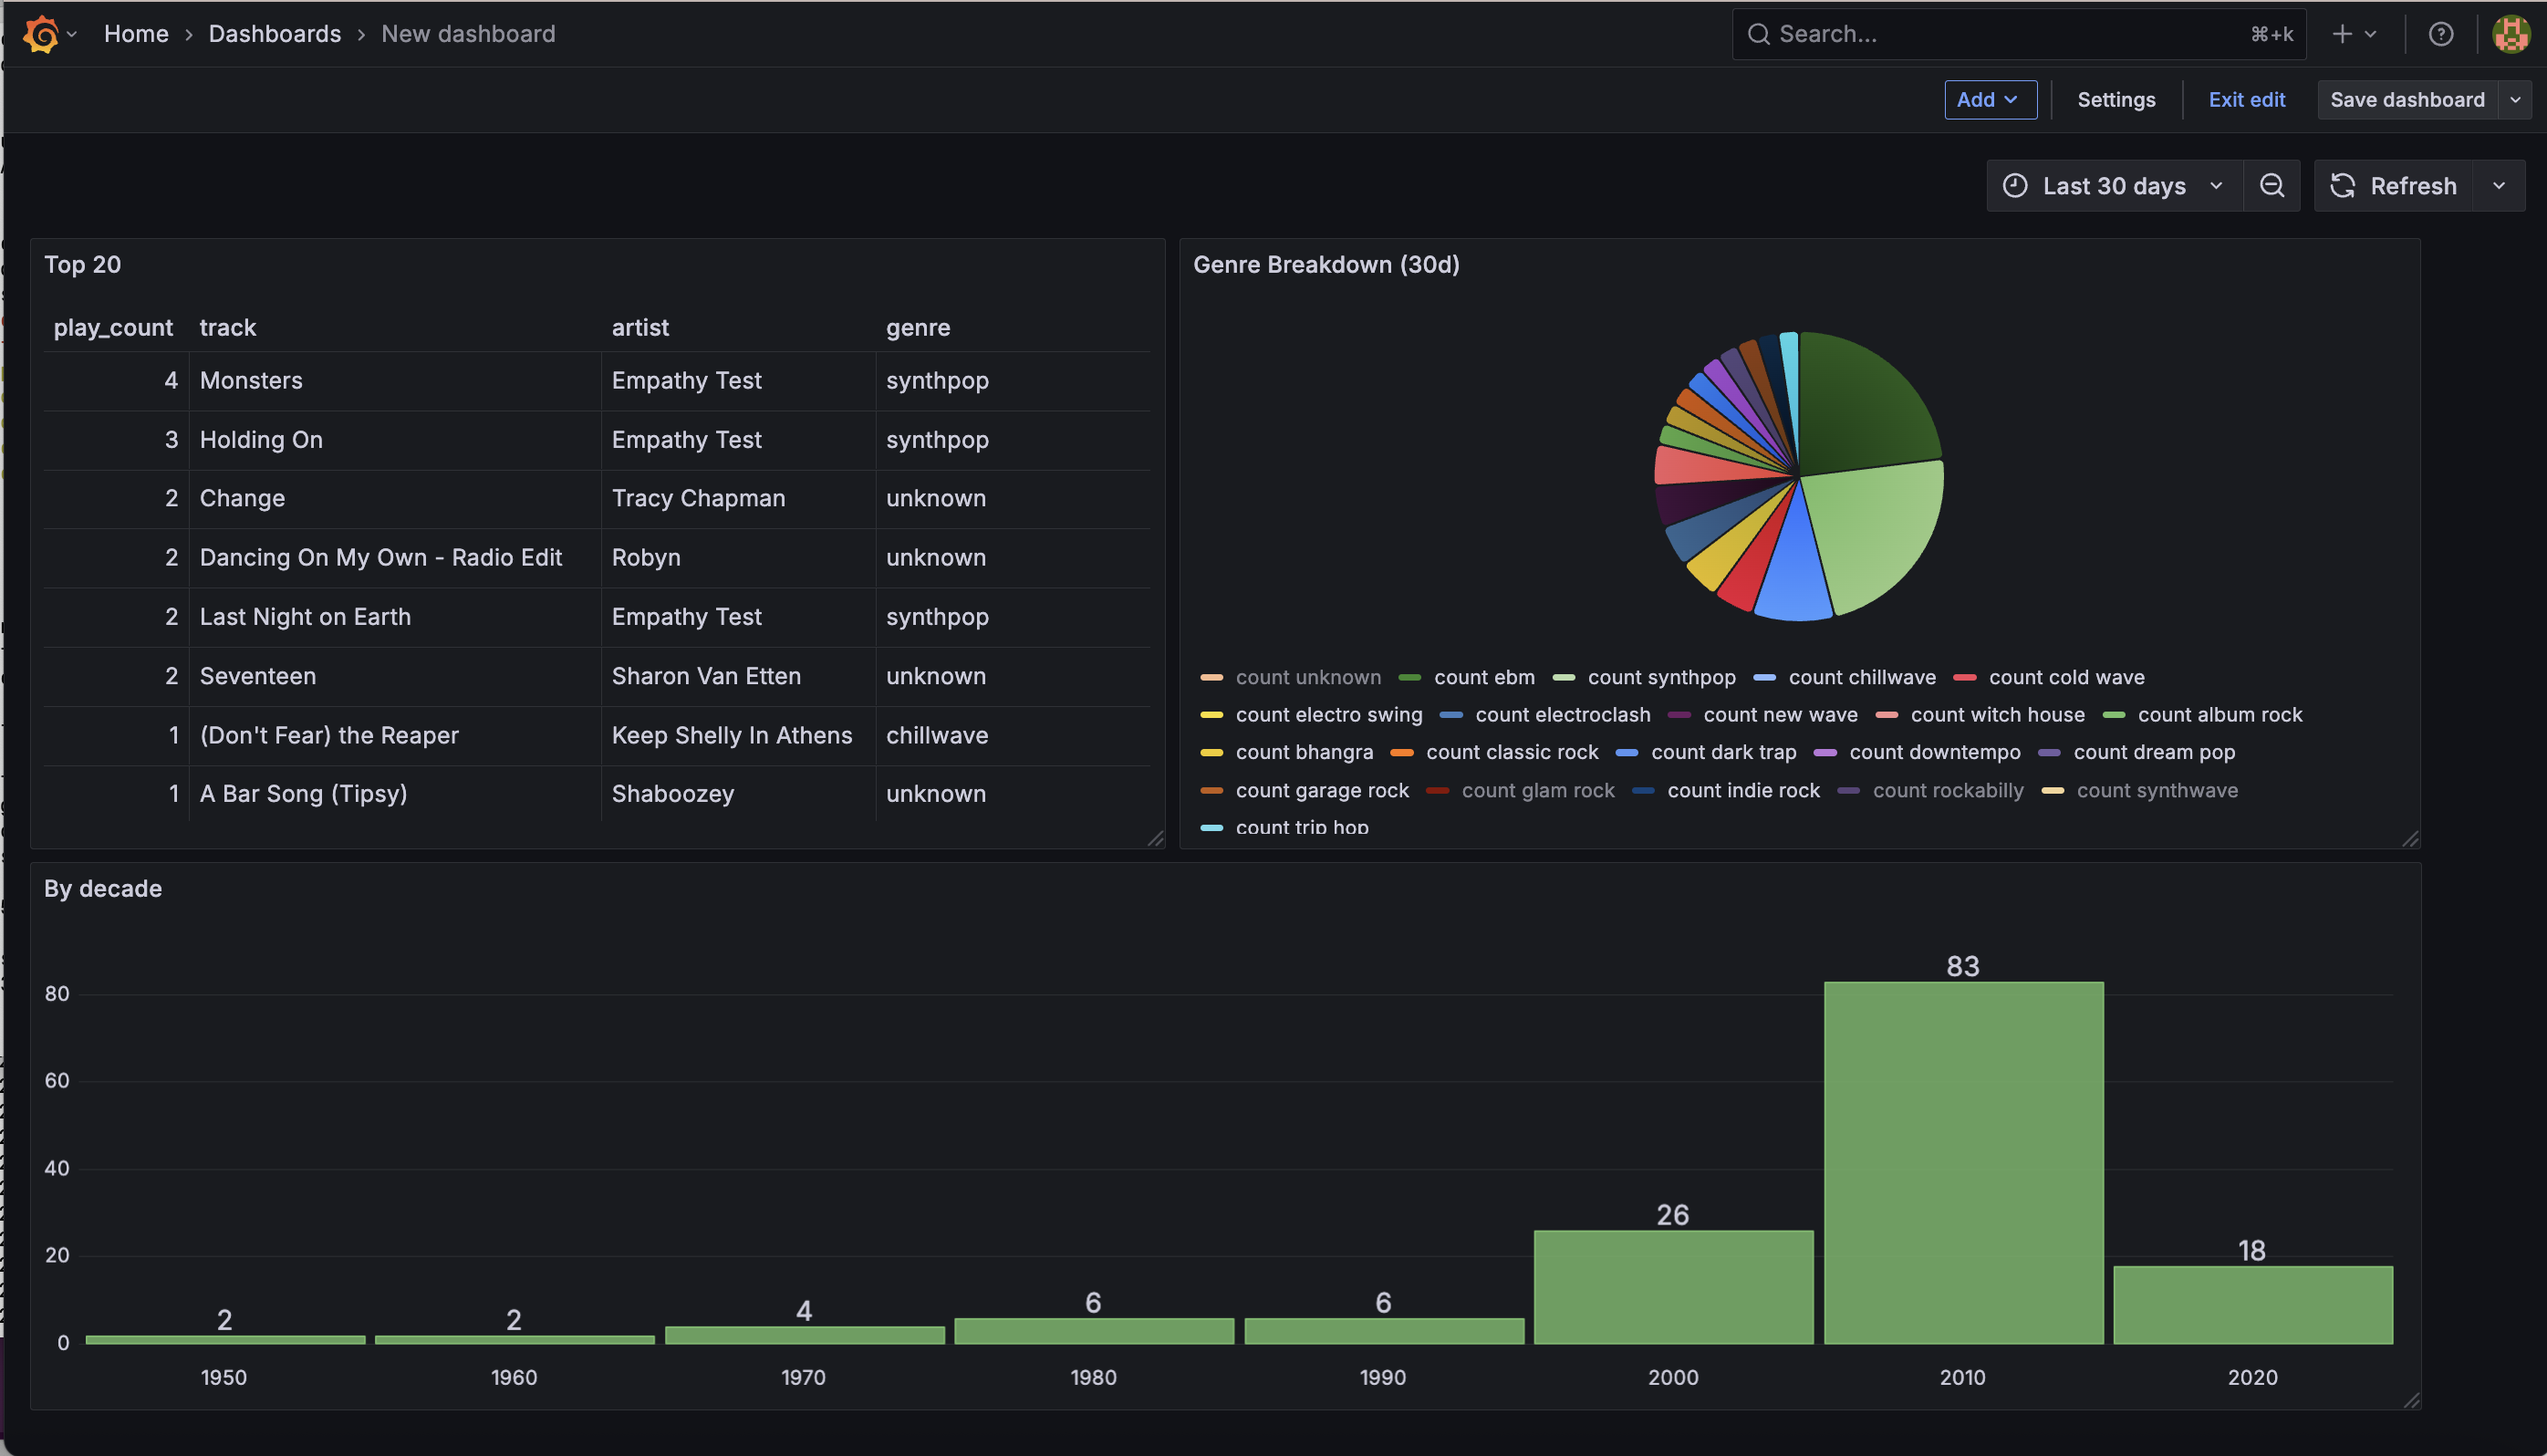 Home › Dashboards › New dashboard Search... ⌘+k
Add Settings Exit edit Save dashboard
Last 30 days Refresh
Top 20
play_count track artist genre
4 Monsters Empathy Test synthpop
3 Holding On Empathy Test synthpop
2 Change Tracy Chapman unknown
2 Dancing On My Own - Radio Edit Robyn unknown
2 Last Night on Earth Empathy Test synthpop
2 Seventeen Sharon Van Etten unknown
1 (Don't Fear) the Reaper Keep Shelly In Athens chillwave
1 A Bar Song (Tipsy) Shaboozey unknown
Genre Breakdown (30d)
count unknown count ebm count synthpop count chillwave count cold wave
count electro swing count electroclash count new wave count witch house count album rock
count bhangra count classic rock count dark trap count downtempo count dream pop
count garage rock count glam rock count indie rock count rockabilly count synthwave
count trip hop
By decade
83
80
60
40
26
20
18
2 2 4 6 6
0
1950 1960 1970 1980 1990 2000 2010 2020